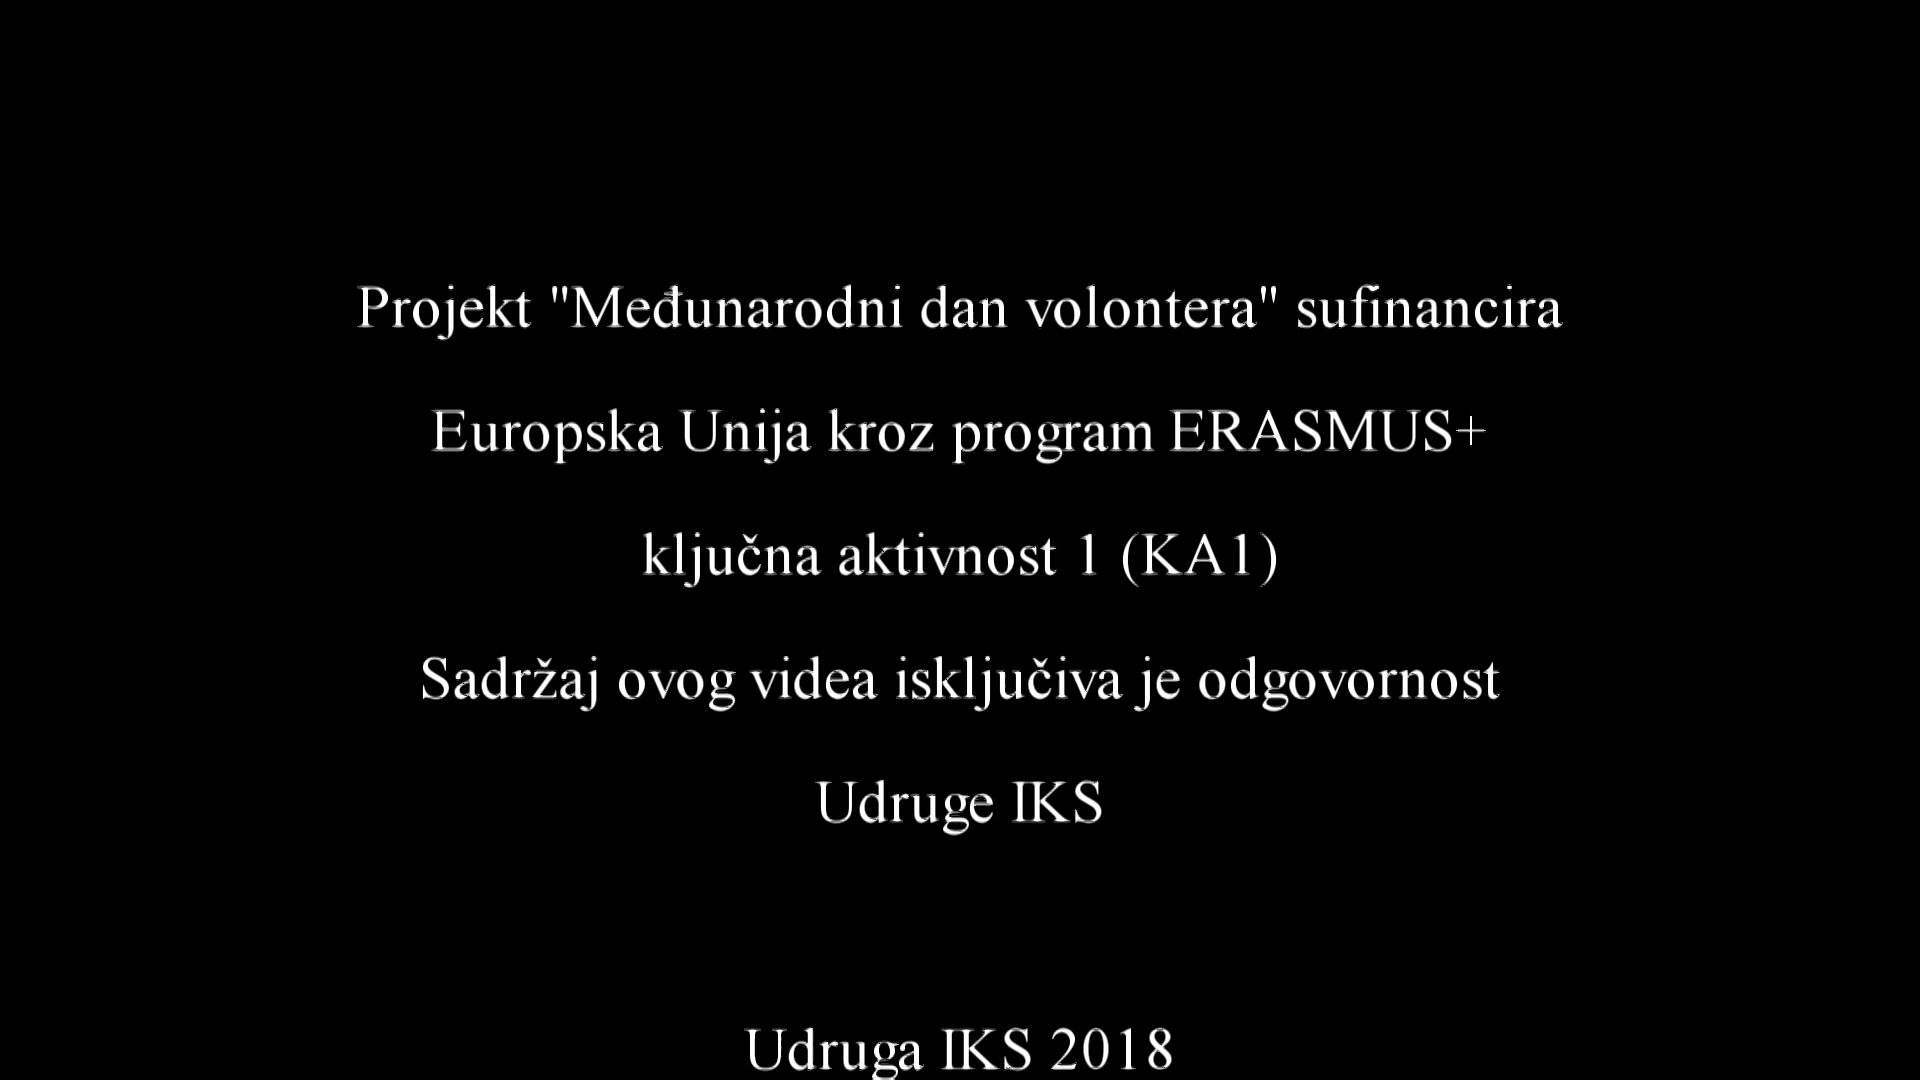 Projekt "Međunarodni dan volontera" sufinancira
Europska Unija kroz program ERASMUS+
ključna aktivnost 1 (KA1)
Sadržaj ovog videa isključiva je odgovornost
Udruge IKS
Udruga IKS 2018